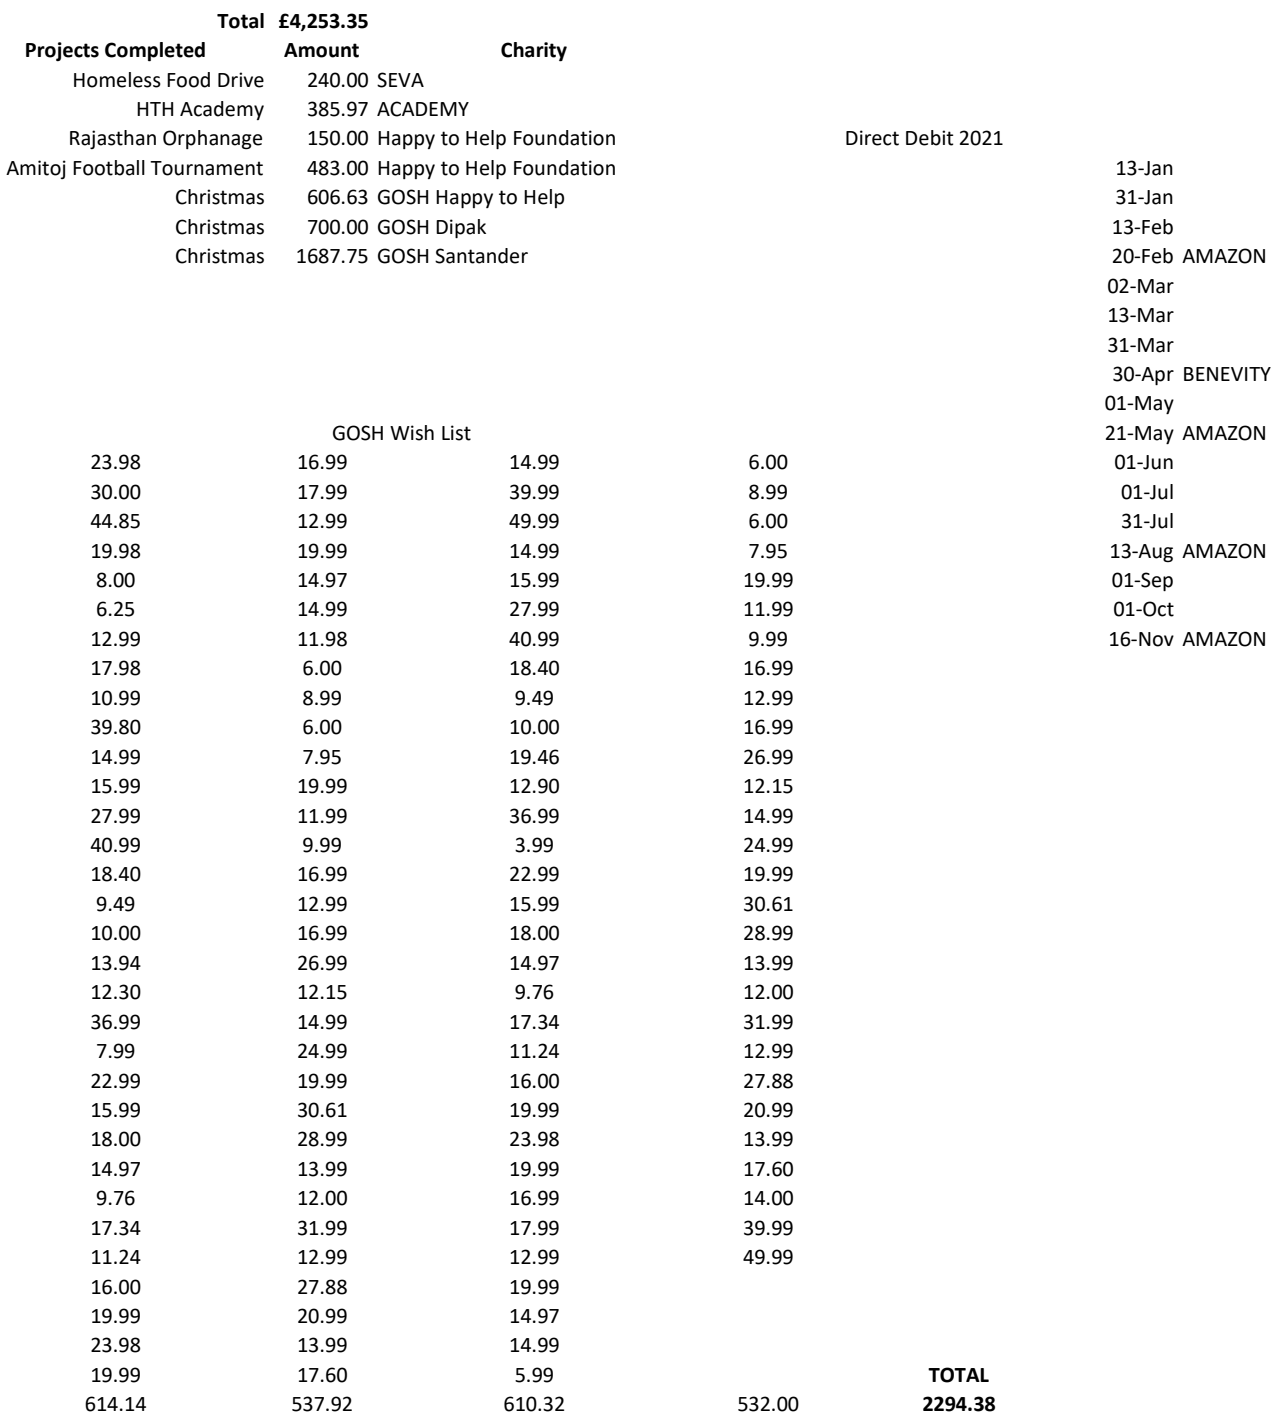 Total £4,253.35
Projects Completed Amount Charity
Homeless Food Drive 240.00 SEVA
HTH Academy 385.97 ACADEMY
Rajasthan Orphanage 150.00 Happy to Help Foundation Direct Debit 2021
Amitoj Football Tournament 483.00 Happy to Help Foundation 13-Jan
Christmas 606.63 GOSH Happy to Help 31-Jan
Christmas 700.00 GOSH Dipak 13-Feb
Christmas 1687.75 GOSH Santander 20-Feb AMAZON
02-Mar
13-Mar
31-Mar
30-Apr BENEVITY
01-May
GOSH Wish List 21-May AMAZON
23.98 16.99 14.99 6.00 01-Jun
30.00 17.99 39.99 8.99 01-Jul
44.85 12.99 49.99 6.00 31-Jul
19.98 19.99 14.99 7.95 13-Aug AMAZON
8.00 14.97 15.99 19.99 01-Sep
6.25 14.99 27.99 11.99 01-Oct
12.99 11.98 40.99 9.99 16-Nov AMAZON
17.98 6.00 18.40 16.99
10.99 8.99 9.49 12.99
39.80 6.00 10.00 16.99
14.99 7.95 19.46 26.99
15.99 19.99 12.90 12.15
27.99 11.99 36.99 14.99
40.99 9.99 3.99 24.99
18.40 16.99 22.99 19.99
9.49 12.99 15.99 30.61
10.00 16.99 18.00 28.99
13.94 26.99 14.97 13.99
12.30 12.15 9.76 12.00
36.99 14.99 17.34 31.99
7.99 24.99 11.24 12.99
22.99 19.99 16.00 27.88
15.99 30.61 19.99 20.99
18.00 28.99 23.98 13.99
14.97 13.99 19.99 17.60
9.76 12.00 16.99 14.00
17.34 31.99 17.99 39.99
11.24 12.99 12.99 49.99
16.00 27.88 19.99
19.99 20.99 14.97
23.98 13.99 14.99
19.99 17.60 5.99 TOTAL
614.14 537.92 610.32 532.00 2294.38